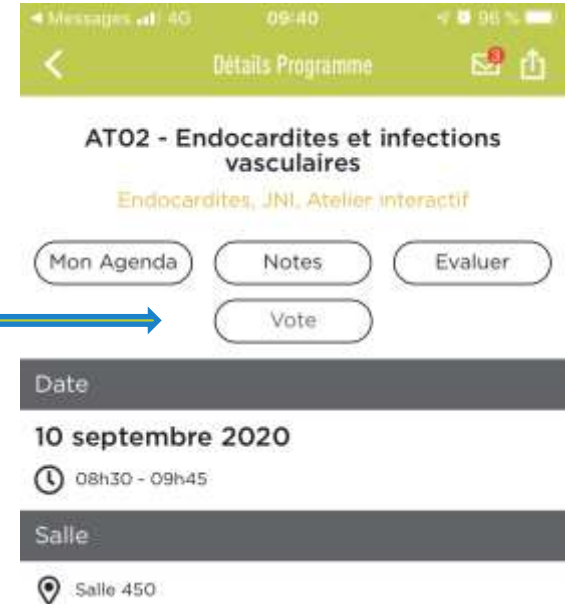 Messages 4G 09:40 96 %
Détails Programme 3
AT02 - Endocardites et infections
vasculaires
Endocardites, JNI, Atelier interactif
Mon Agenda Notes Evaluer
Vote
Date
10 septembre 2020
08h30 - 09h45
Salle
Salle 450